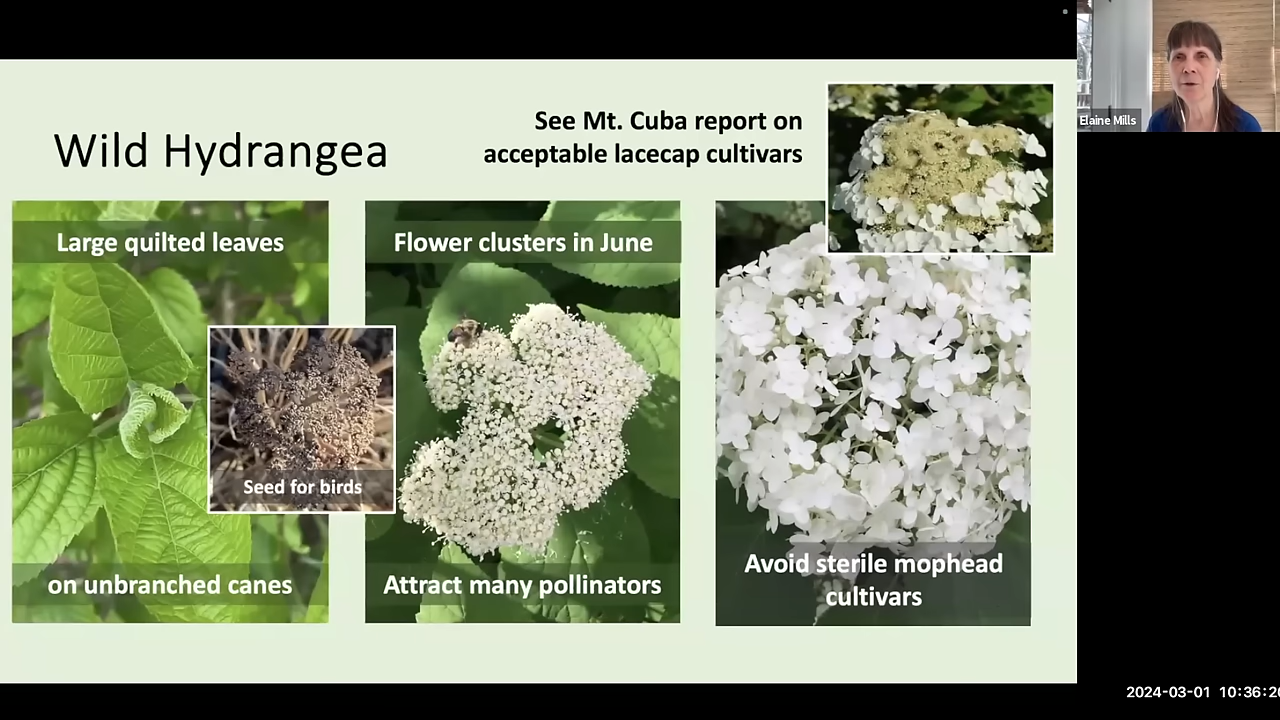 Wild Hydrangea
See Mt. Cuba report on
acceptable lacecap cultivars
Large quilted leaves
on unbranched canes
Seed for birds
Flower clusters in June
Attract many pollinators
Avoid sterile mophead
cultivars
Elaine Mills
2024-03-01 10:36:2